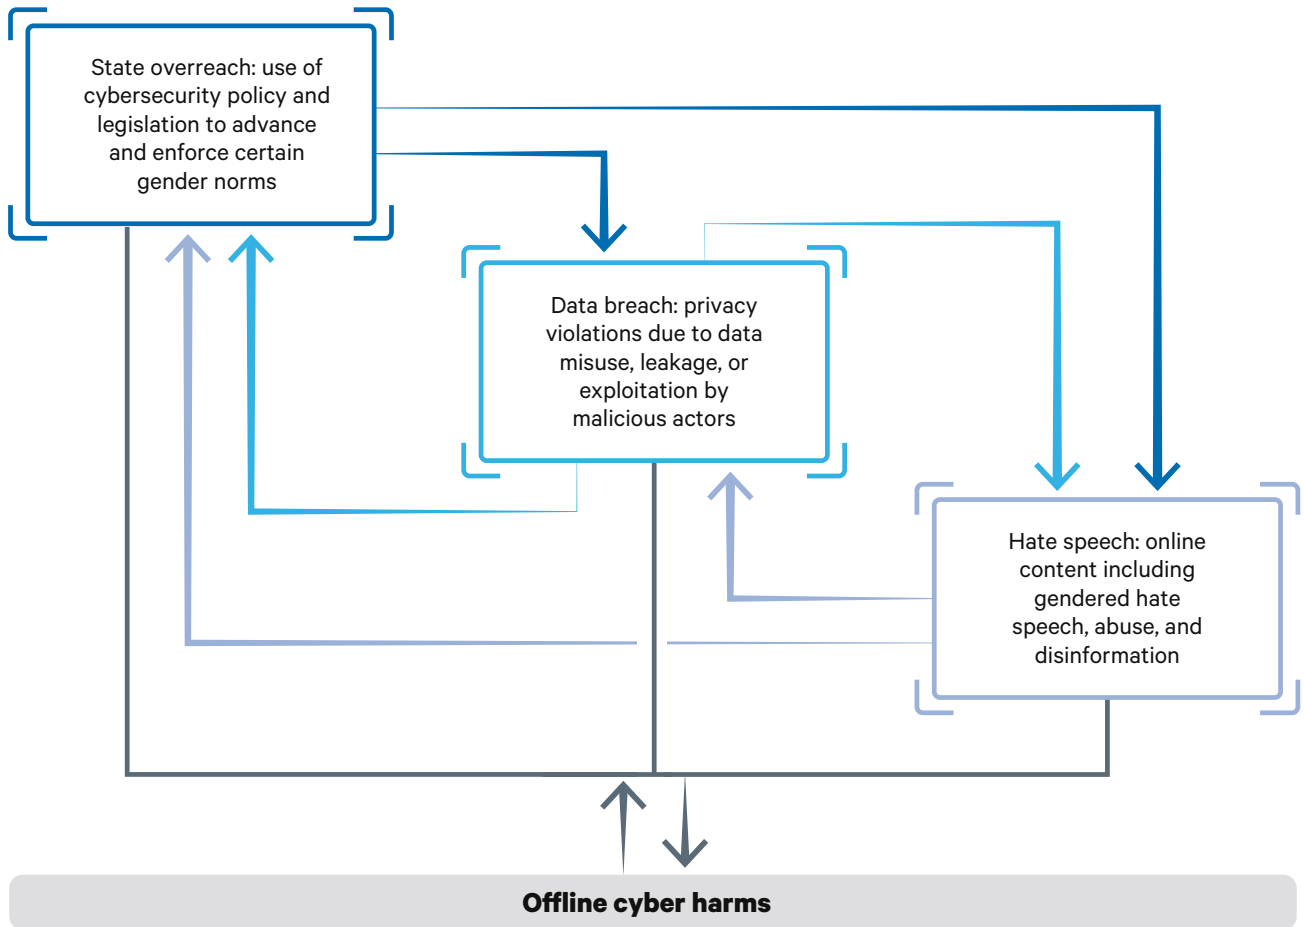 State overreach: use of
cybersecurity policy and
legislation to advance
and enforce certain
gender norms
Data breach: privacy
violations due to data
misuse, leakage, or
exploitation by
malicious actors
Hate speech: online
content including
gendered hate
speech, abuse, and
disinformation
Offline cyber harms